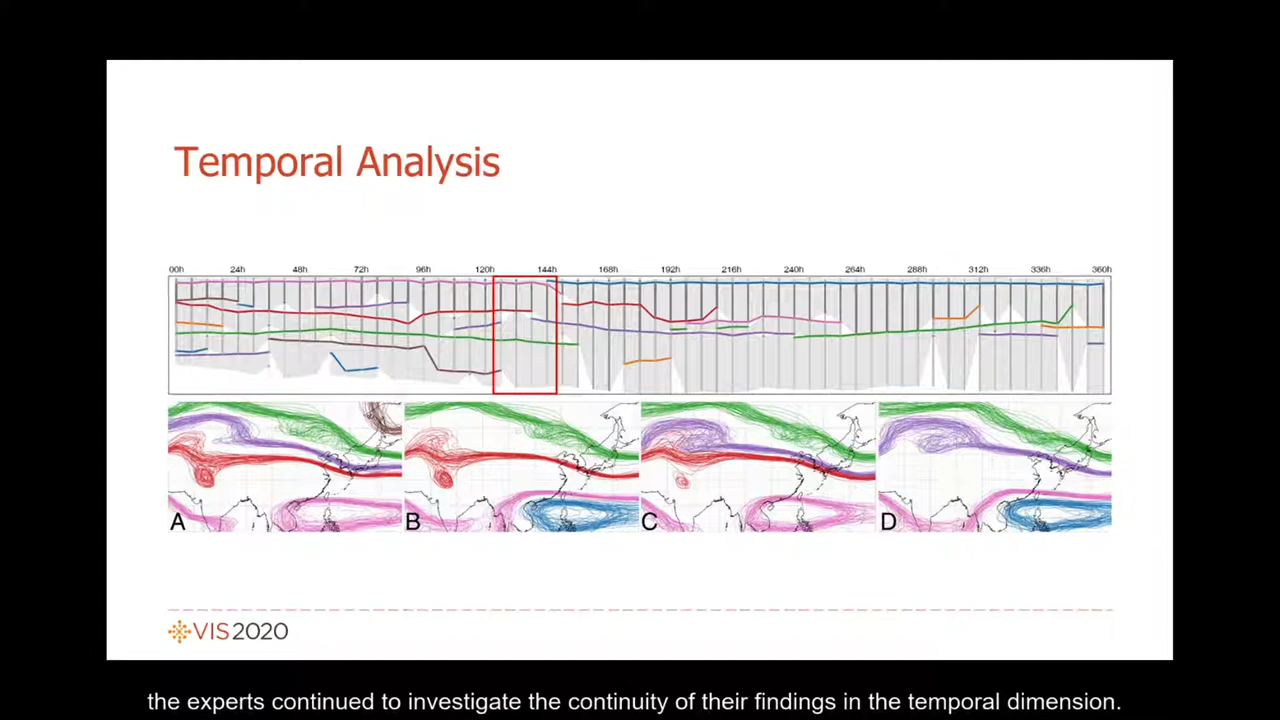 Temporal Analysis
00h 24h 48h 72h 96h 120h 144h 168h 192h 216h 240h 264h 288h 312h 336h 360h
A B C D
VIS2020
the experts continued to investigate the continuity of their findings in the temporal dimension.